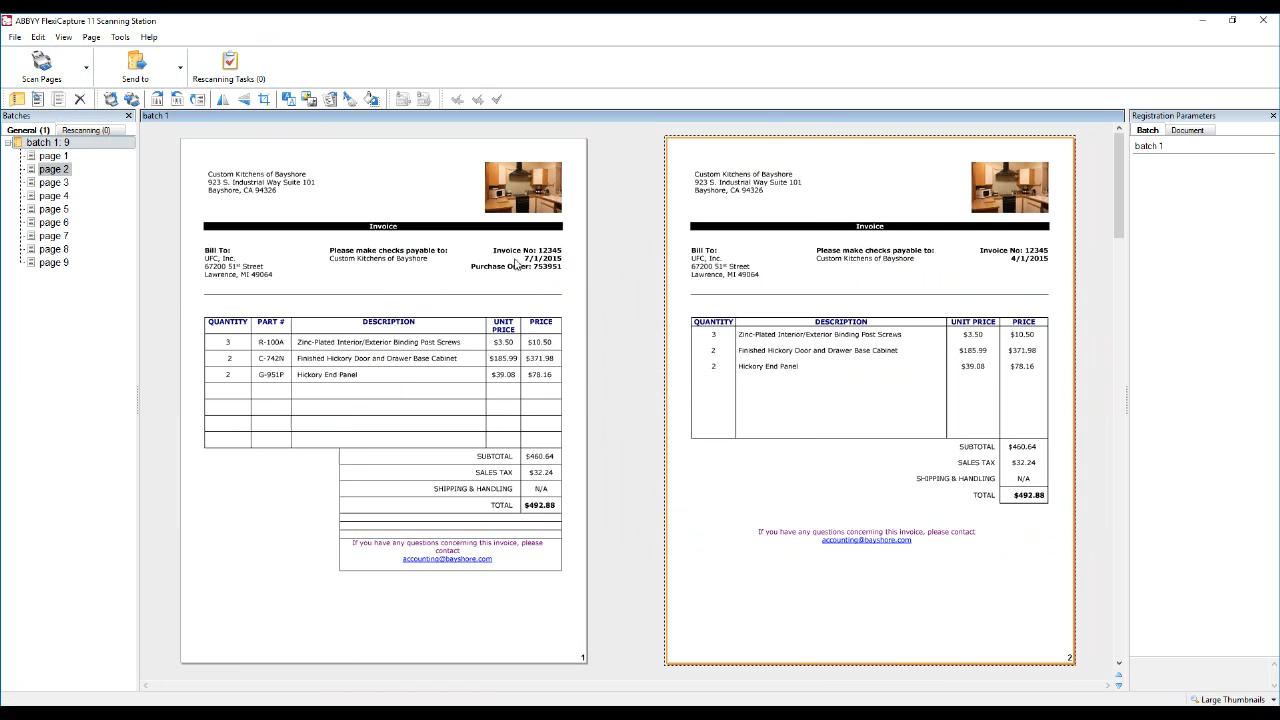 ABBYY FlexiCapture 11 Scanning Station
File Edit View Page Tools Help
Scan Pages
Send to
Rescanning Tasks (0)
Batches
General (1) Rescanning (0)
batch 1: 9
page 1
page 2
page 3
page 4
page 5
page 6
page 7
page 8
page 9
batch 1
Custom Kitchens of Bayshore
923 S. Industrial Way Suite 101
Bayshore, CA 94326
Invoice
Bill To: Please make checks payable to: Invoice No: 12345
UFC, Inc. Custom Kitchens of Bayshore 7/1/2015
67200 51st Street Purchase Order: 753951
Lawrence, MI 49064
QUANTITY PART # DESCRIPTION UNIT PRICE PRICE
3 R-100A Zinc-Plated Interior/Exterior Binding Post Screws $3.50 $10.50
2 C-742N Finished Hickory Door and Drawer Base Cabinet $185.99 $371.98
2 G-951P Hickory End Panel $39.08 $78.16
SUBTOTAL $460.64
SALES TAX $32.24
SHIPPING & HANDLING N/A
TOTAL $492.88
If you have any questions concerning this invoice, please
contact
accounting@bayshore.com
1
Custom Kitchens of Bayshore
923 S. Industrial Way Suite 101
Bayshore, CA 94326
Invoice
Bill To: Please make checks payable to: Invoice No: 12345
UFC, Inc. Custom Kitchens of Bayshore 4/1/2015
67200 51st Street
Lawrence, MI 49064
QUANTITY DESCRIPTION UNIT PRICE PRICE
3 Zinc-Plated Interior/Exterior Binding Post Screws $3.50 $10.50
2 Finished Hickory Door and Drawer Base Cabinet $185.99 $371.98
2 Hickory End Panel $39.08 $78.16
SUBTOTAL $460.64
SALES TAX $32.24
SHIPPING & HANDLING N/A
TOTAL $492.88
If you have any questions concerning this invoice, please contact
accounting@bayshore.com
2
Registration Parameters
Batch Document
batch 1
Large Thumbnails